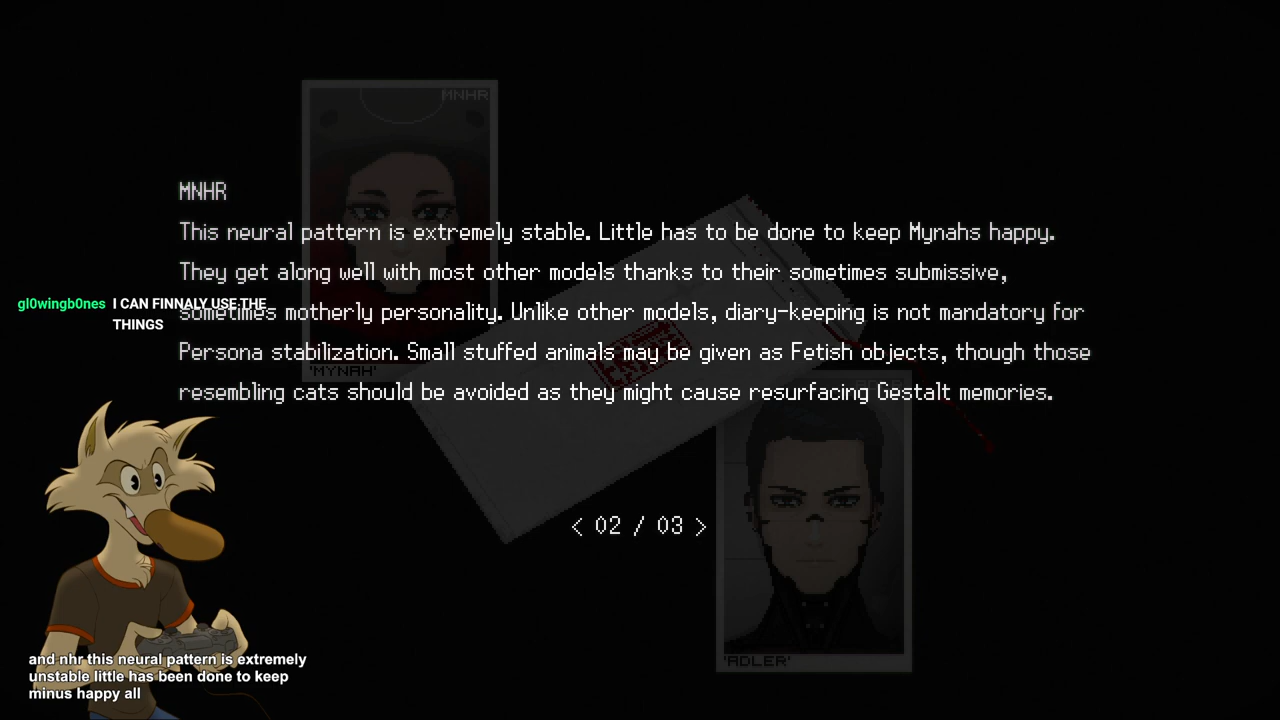 MNHR
MNHR
This neural pattern is extremely stable. Little has to be done to keep Mynahs happy.
They get along well with most other models thanks to their sometimes submissive,
gl0wingb0nes I CAN FINNALY USE THE
THINGS
sometimes motherly personality. Unlike other models, diary-keeping is not mandatory for
Persona stabilization. Small stuffed animals may be given as Fetish objects, though those
'MYNAH'
resembling cats should be avoided as they might cause resurfacing Gestalt memories.
< 02 / 03 >
'ADLER'
and nhr this neural pattern is extremely
unstable little has been done to keep
minus happy all